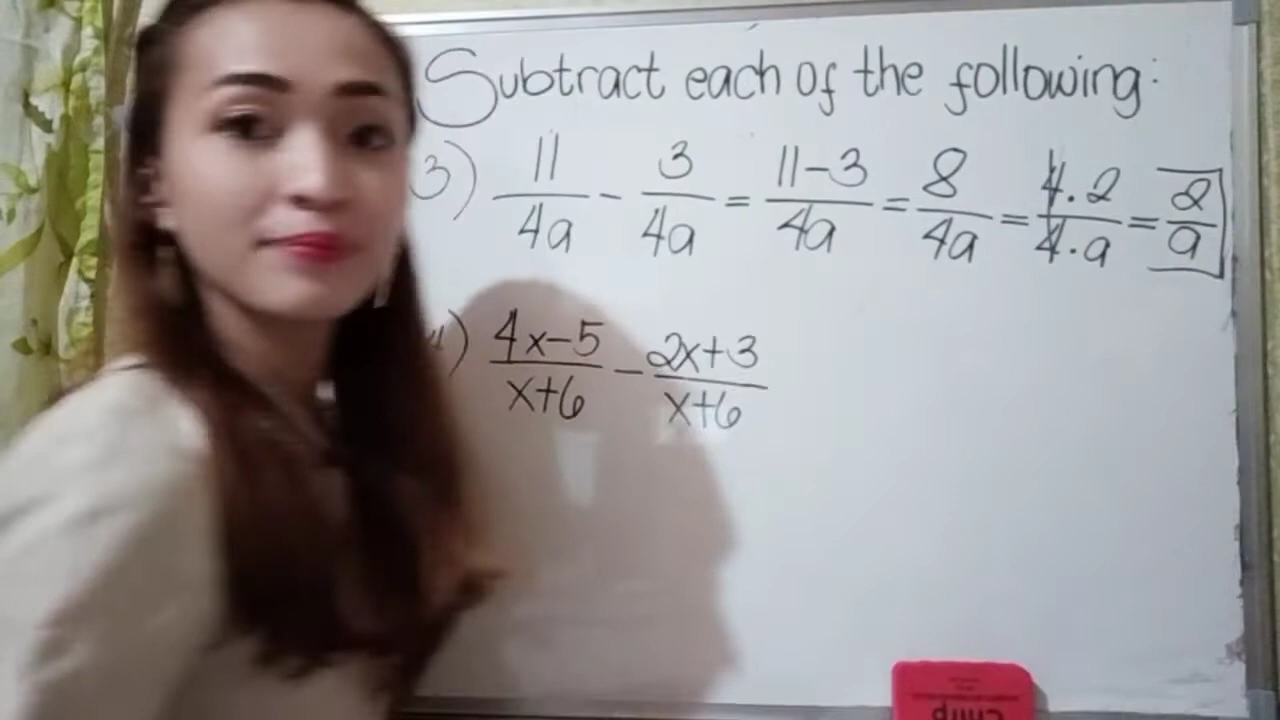 Subtract each of the following:
3) 11/4a - 3/4a = 11-3/4a = 8/4a = 4.2/4.a = 2/a
4) 4x-5/x+6 - 2x+3/x+6
Chirp